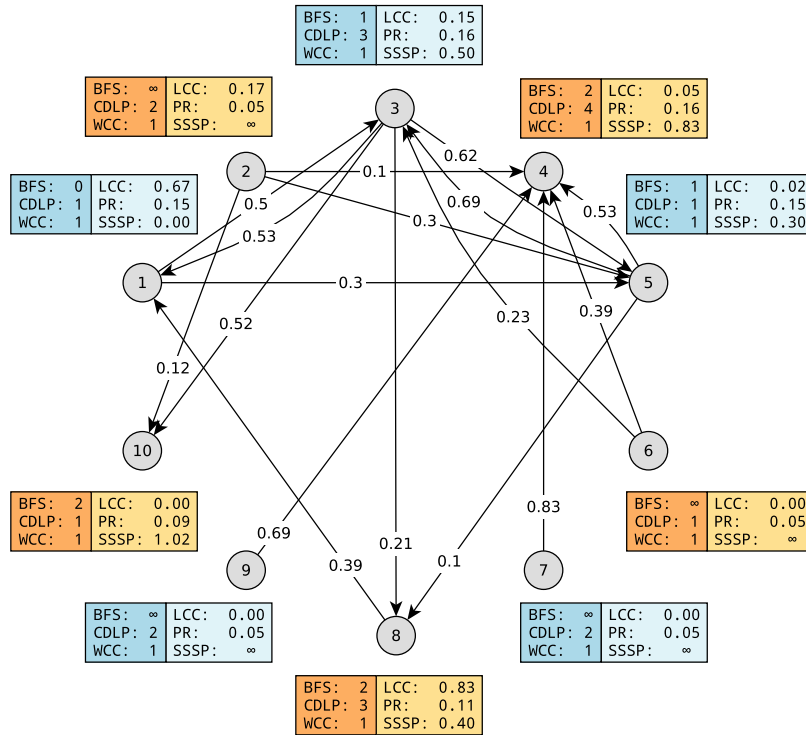 BFS: 1 LCC: 0.15
CDLP: 3 PR: 0.16
WCC: 1 SSSP: 0.50
BFS: ∞ LCC: 0.17
CDLP: 2 PR: 0.05
WCC: 1 SSSP: ∞
BFS: 2 LCC: 0.05
CDLP: 4 PR: 0.16
WCC: 1 SSSP: 0.83
3
0.62
2
0.1
4
BFS: 0 LCC: 0.67
CDLP: 1 PR: 0.15
WCC: 1 SSSP: 0.00
BFS: 1 LCC: 0.02
CDLP: 1 PR: 0.15
WCC: 1 SSSP: 0.30
0.5
0.69
0.53
0.3
0.53
1
0.3
5
0.52
0.23
0.39
0.12
10
6
BFS: 2 LCC: 0.00
CDLP: 1 PR: 0.09
WCC: 1 SSSP: 1.02
BFS: ∞ LCC: 0.00
CDLP: 1 PR: 0.05
WCC: 1 SSSP: ∞
0.83
0.69
0.21
0.39
0.1
9
7
BFS: ∞ LCC: 0.00
CDLP: 2 PR: 0.05
WCC: 1 SSSP: ∞
8
BFS: ∞ LCC: 0.00
CDLP: 2 PR: 0.05
WCC: 1 SSSP: ∞
BFS: 2 LCC: 0.83
CDLP: 3 PR: 0.11
WCC: 1 SSSP: 0.40